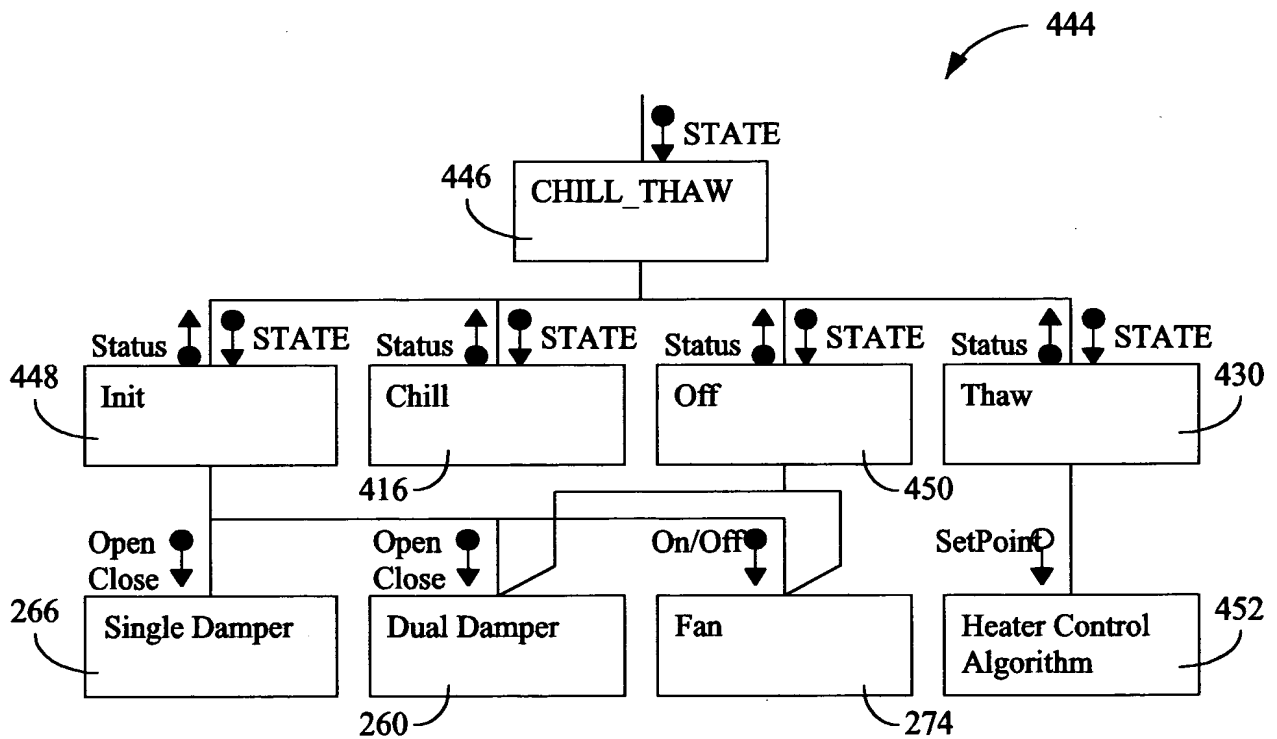 444
STATE
446
CHILL_THAW
Status
STATE
Status
STATE
Status
STATE
Status
STATE
448
Init
Chill
Off
Thaw
430
416
450
Open
Close
Open
Close
On/Off
SetPoint
266
Single Damper
Dual Damper
Fan
Heater Control
Algorithm
452
260
274